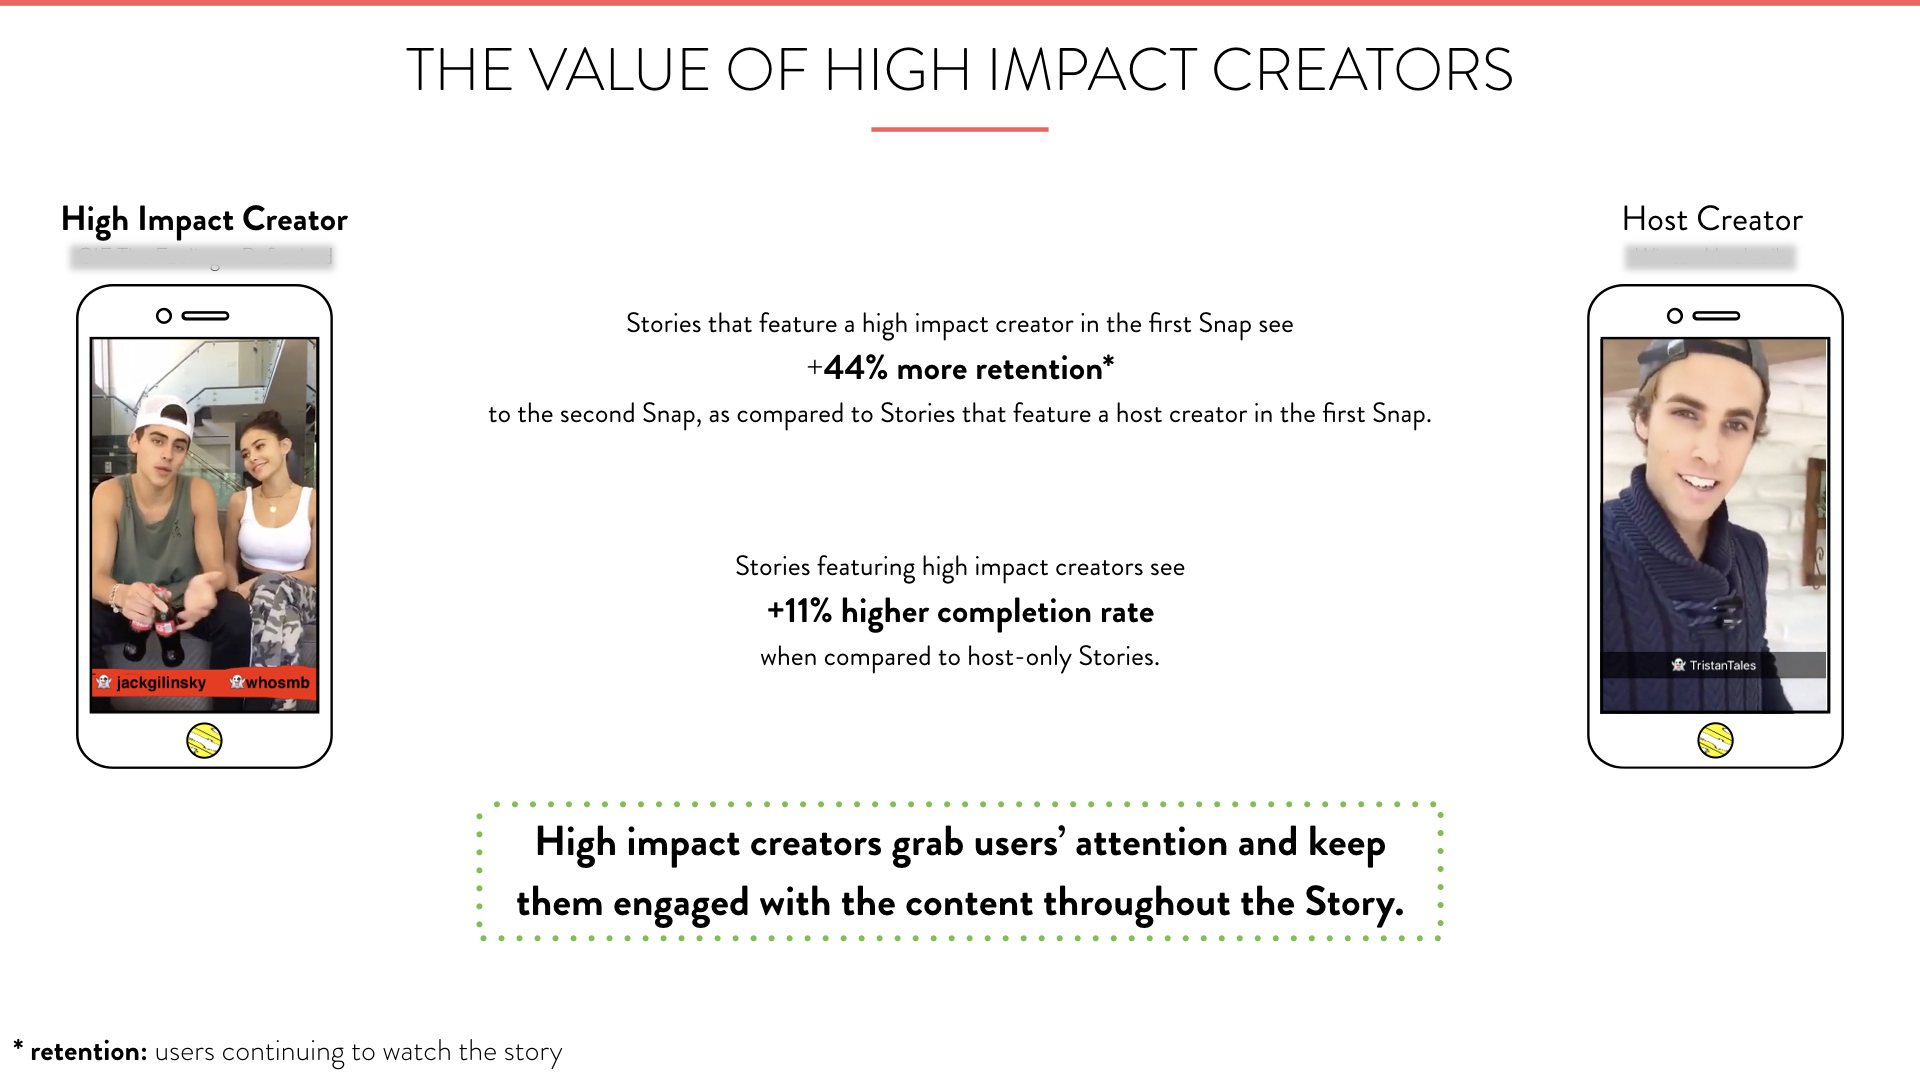 THE VALUE OF HIGH IMPACT CREATORS
High Impact Creator
Host Creator
Stories that feature a high impact creator in the first Snap see
+44% more retention*
to the second Snap, as compared to Stories that feature a host creator in the first Snap.
Stories featuring high impact creators see
+11% higher completion rate
when compared to host-only Stories.
jackgilinsky whosmb
TristanTales
High impact creators grab users’ attention and keep
them engaged with the content throughout the Story.
* retention: users continuing to watch the story